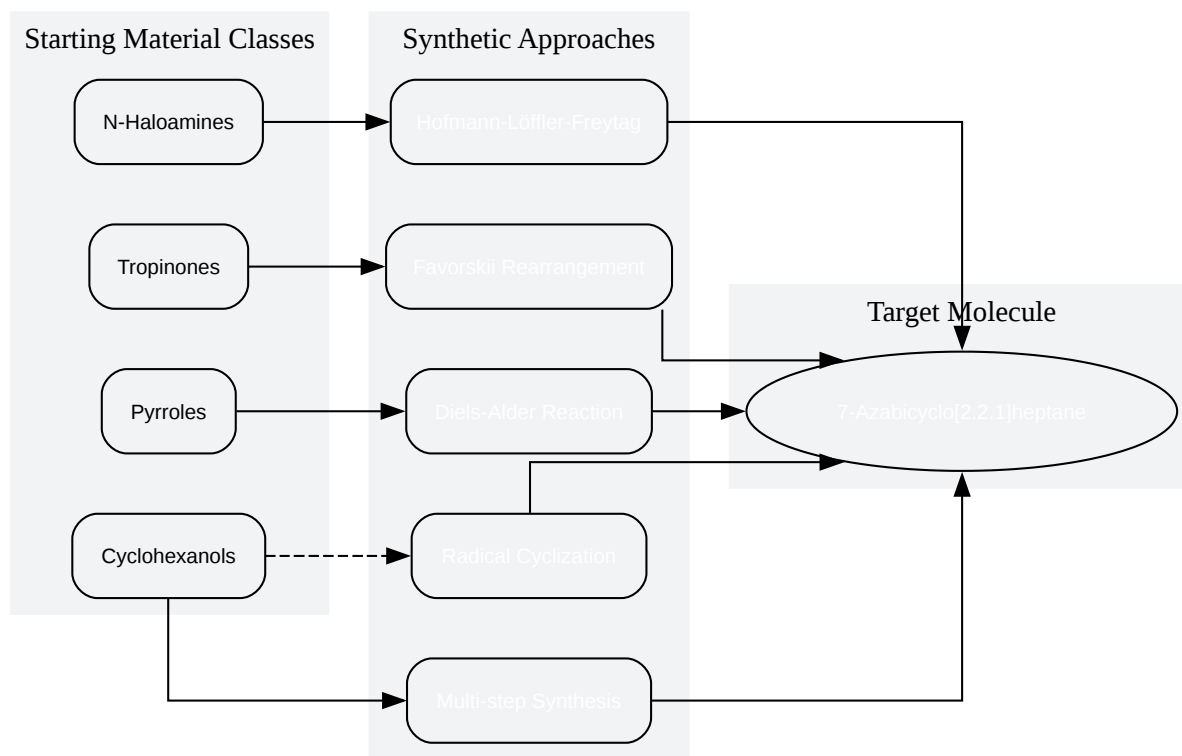 Starting Material Classes
Synthetic Approaches
N-Haloamines
Hofmann-Löffler-Freytag
Tropinones
Favorskii Rearrangement
Target Molecule
Pyrroles
Diels-Alder Reaction
7-Azabicyclo[2.2.1]heptane
Cyclohexanols
Radical Cyclization
Multi-step Synthesis